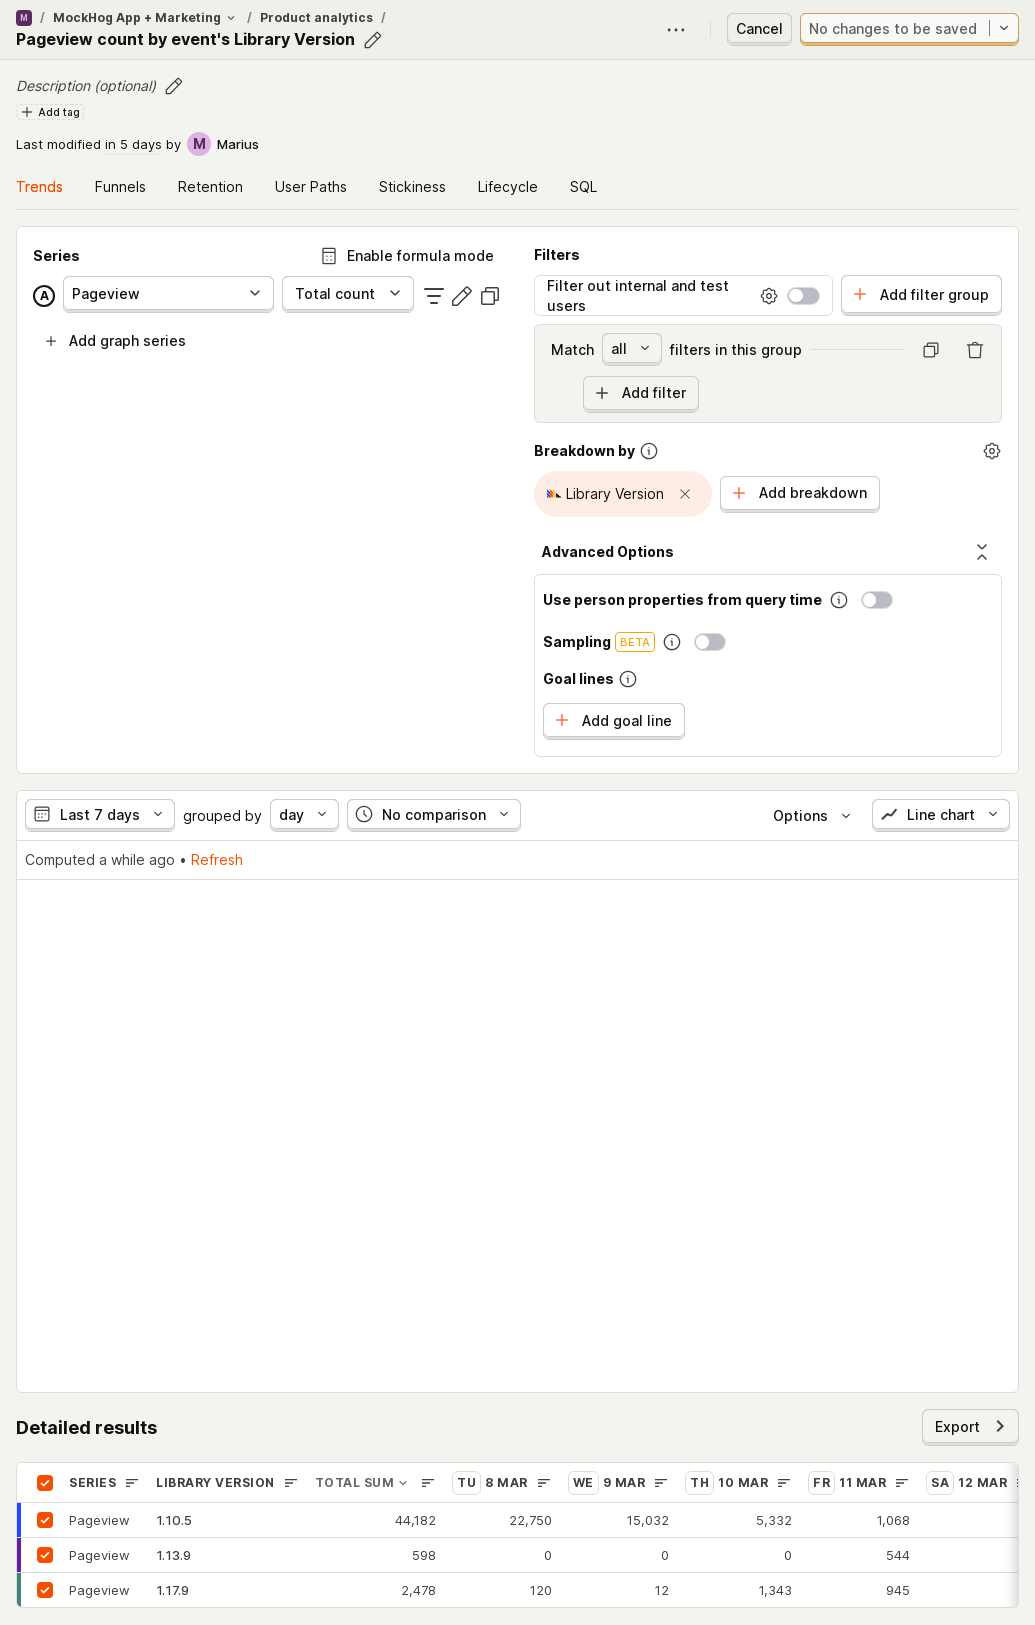 M / MockHog App + Marketing / Product analytics /
Pageview count by event's Library Version
Cancel
No changes to be saved
Description (optional)
Add tag
Last modified in 5 days by M Marius
Trends Funnels Retention User Paths Stickiness Lifecycle SQL
Series
Enable formula mode
A Pageview Total count
Add graph series
Filters
Filter out internal and test
users
Add filter group
Match all filters in this group
Add filter
Breakdown by
Library Version
Add breakdown
Advanced Options
Use person properties from query time
Sampling BETA
Goal lines
Add goal line
Last 7 days grouped by day No comparison Options Line chart
Computed a while ago • Refresh
Detailed results
Export
SERIES LIBRARY VERSION TOTAL SUM TU 8 MAR WE 9 MAR TH 10 MAR FR 11 MAR SA 12 MAR
Pageview 1.10.5 44,182 22,750 15,032 5,332 1,068
Pageview 1.13.9 598 0 0 0 544
Pageview 1.17.9 2,478 120 12 1,343 945